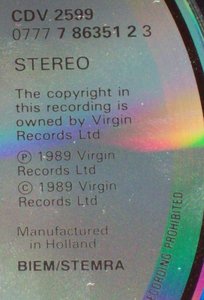 CDV 2599
0777 7 86351 2 3
STEREO
The copyright in
this recording is
owned by Virgin
Records Ltd
Ⓟ 1989 Virgin
Records Ltd
© 1989 Virgin
Records Ltd
Manufactured
in Holland
BIEM/STEMRA
CORDING PROHIBITED